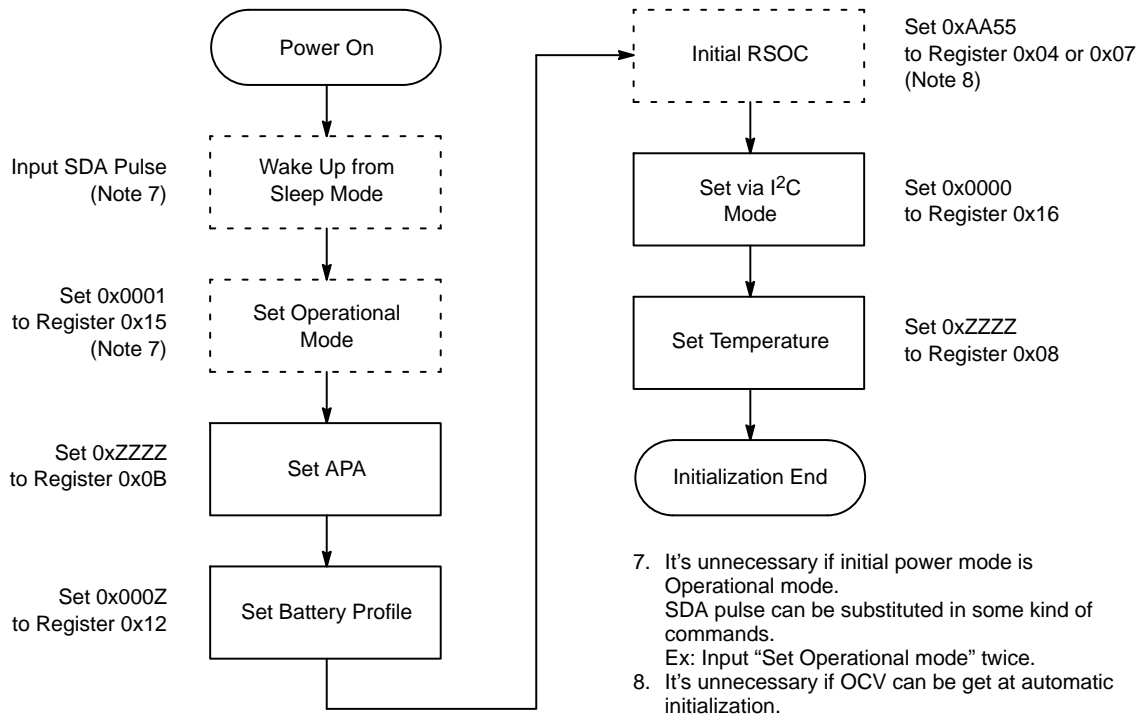 Power On
Input SDA Pulse
(Note 7)
Wake Up from
Sleep Mode
Set 0x0001
to Register 0x15
(Note 7)
Set Operational
Mode
Set 0xZZZZ
to Register 0x0B
Set APA
Set 0x000Z
to Register 0x12
Set Battery Profile
Initial RSOC
Set 0xAA55
to Register 0x04 or 0x07
(Note 8)
Set via I²C
Mode
Set 0x0000
to Register 0x16
Set Temperature
Set 0xZZZZ
to Register 0x08
Initialization End
7. It’s unnecessary if initial power mode is
Operational mode.
SDA pulse can be substituted in some kind of
commands.
Ex: Input “Set Operational mode” twice.
8. It’s unnecessary if OCV can be get at automatic
initialization.